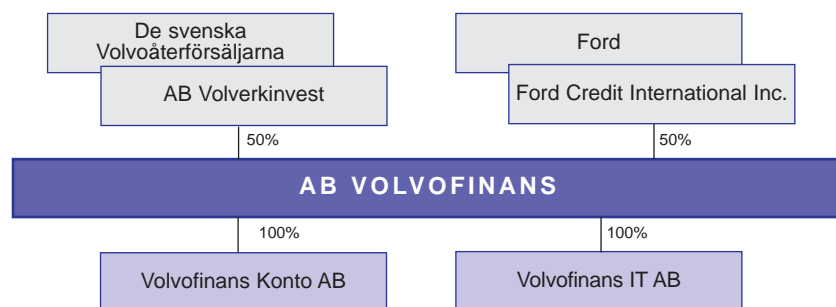 De svenska
Volvoåterförsäljarna
Ford
AB Volverkinvest
Ford Credit International Inc.
50%
50%
AB VOLVOFINANS
100%
100%
Volvofinans Konto AB
Volvofinans IT AB